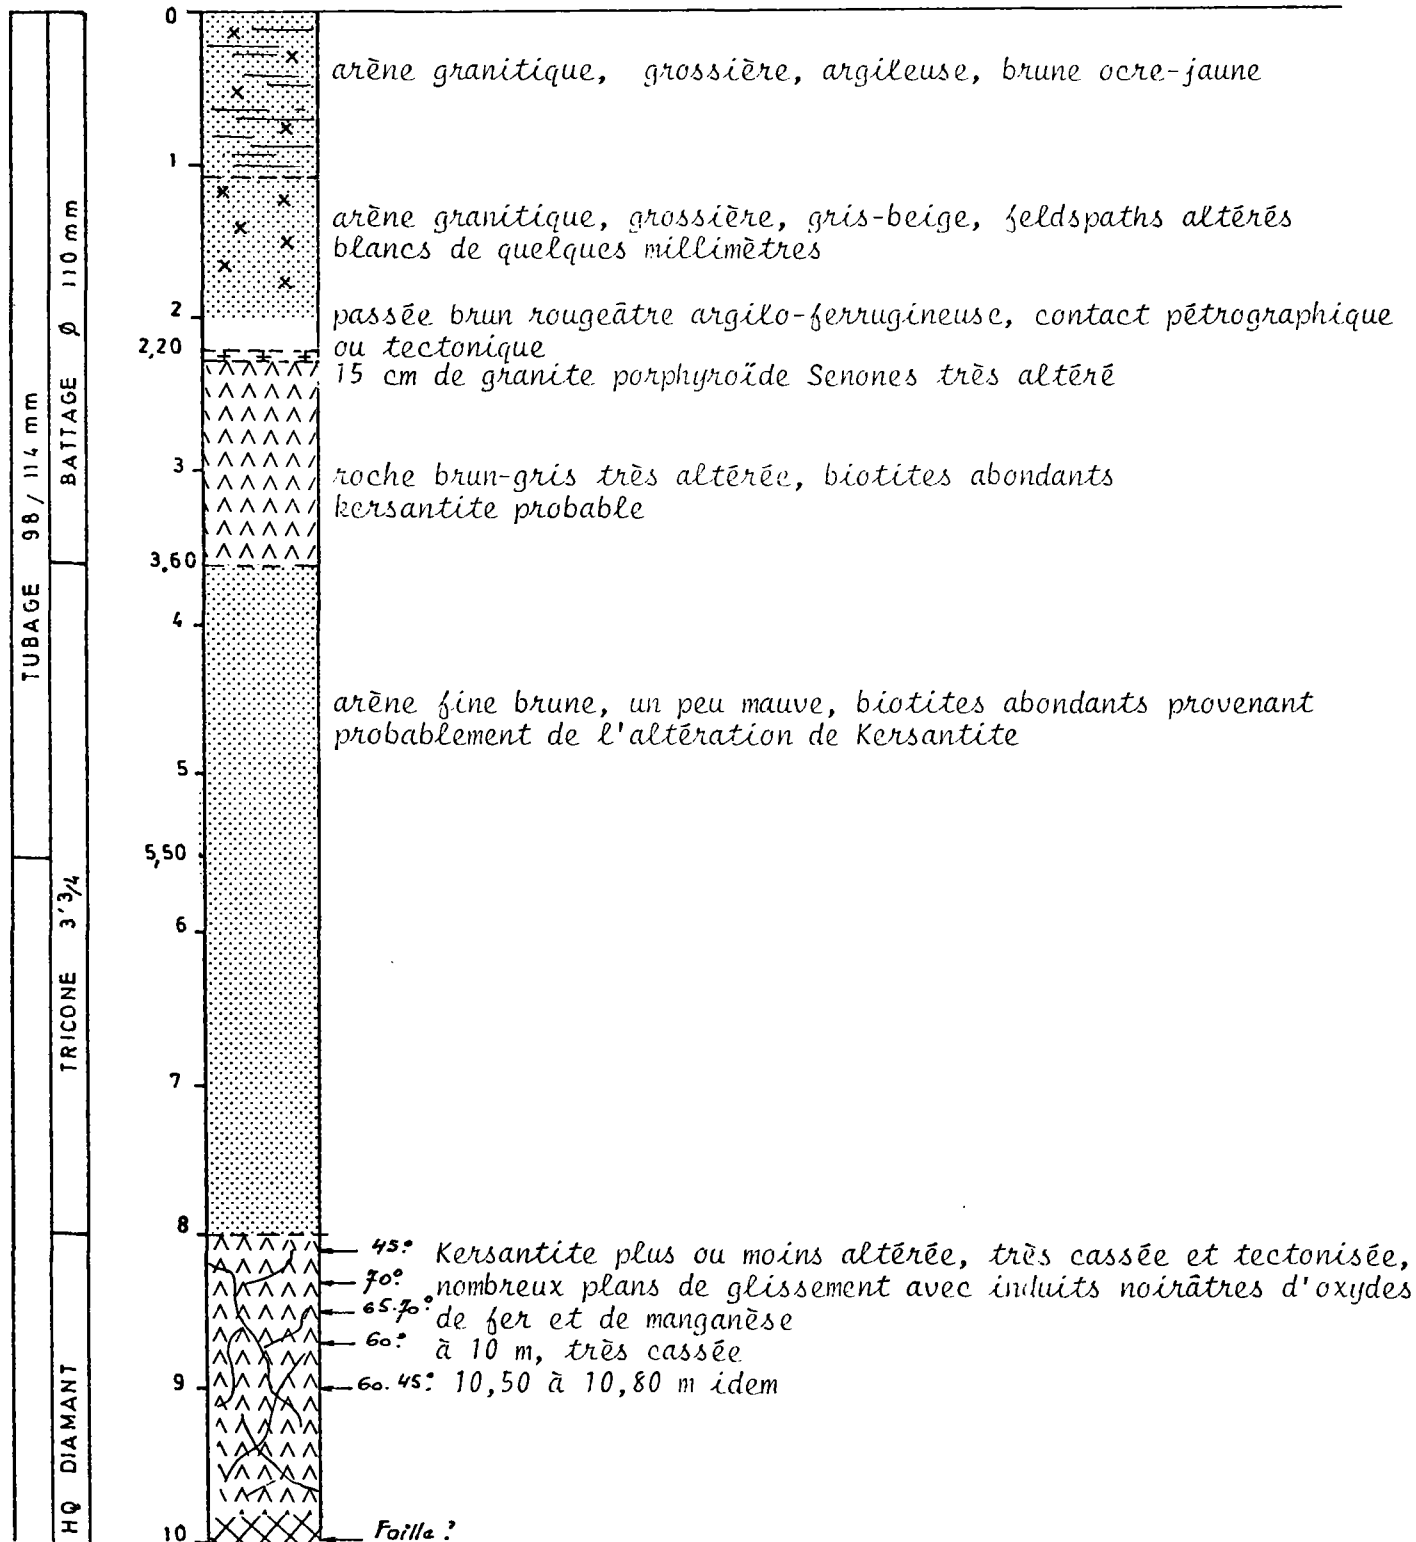 TUBAGE 98 / 114 mm
BATTAGE Ø 110 mm
TRICONE 3'3/4
HQ DIAMANT
0
arène granitique, grossière, argileuse, brune ocre-jaune
1
arène granitique, grossière, gris-beige, feldspaths altérés
blancs de quelques millimètres
2
passée brun rougeâtre argilo-ferrugineuse, contact pétrographique
2,20
ou tectonique
15 cm de granite porphyroïde Senones très altéré
3
roche brun-gris très altérée, biotites abondants
kersantite probable
3,60
4
arène fine brune, un peu mauve, biotites abondants provenant
probablement de l'altération de Kersantite
5
5,50
6
7
8
45° Kersantite plus ou moins altérée, très cassée et tectonisée,
70° nombreux plans de glissement avec induits noirâtres d'oxydes
65.70° de fer et de manganèse
60° à 10 m, très cassée
9
60.45° 10,50 à 10,80 m idem
10
Faille ?